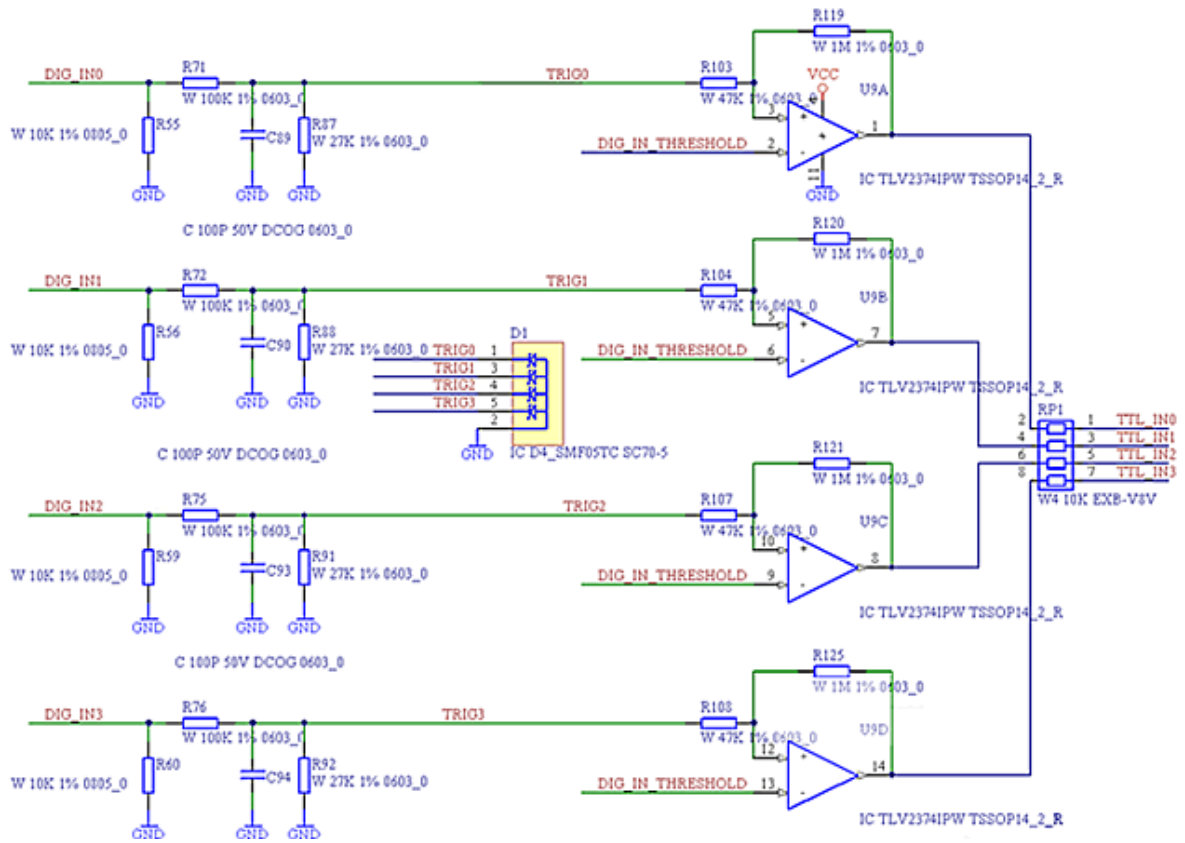 R119
W 1M 1% 0603_0
DIG_IN0
R71
W 100K 1% 0603_0
TRIG0
R103
W 47K 1% 0603_0
VCC
U9A
W 10K 1% 0805_0
R55
C89
R87
W 27K 1% 0603_0
3
+
4
+
1
DIG_IN_THRESHOLD
2
-
11
GND
GND
GND
GND
IC TLV2374IPW TSSOP14_2_R
C 100P 50V DCOG 0603_0
R120
W 1M 1% 0603_0
DIG_IN1
R72
W 100K 1% 0603_0
TRIG1
R104
W 47K 1% 0603_0
U9B
W 10K 1% 0805_0
R56
C90
R88
W 27K 1% 0603_0
5
+
7
DIG_IN_THRESHOLD
6
-
GND
GND
GND
IC TLV2374IPW TSSOP14_2_R
D1
TRIG0
1
TRIG1
3
TRIG2
4
TRIG3
5
2
GND
IC D4_SMF05TC SC70-5
RP1
2
1
TTL_IN0
4
3
TTL_IN1
6
5
TTL_IN2
8
7
TTL_IN3
W4 10K EXB-V8V
C 100P 50V DCOG 0603_0
R121
W 1M 1% 0603_0
DIG_IN2
R75
W 100K 1% 0603_0
TRIG2
R107
W 47K 1% 0603_0
U9C
W 10K 1% 0805_0
R59
C93
R91
W 27K 1% 0603_0
10
+
8
DIG_IN_THRESHOLD
9
-
GND
GND
GND
IC TLV2374IPW TSSOP14_2_R
C 100P 50V DCOG 0603_0
R125
W 1M 1% 0603_0
DIG_IN3
R76
W 100K 1% 0603_0
TRIG3
R108
W 47K 1% 0603_0
U9D
W 10K 1% 0805_0
R60
C94
R92
W 27K 1% 0603_0
12
+
14
DIG_IN_THRESHOLD
13
-
GND
GND
GND
IC TLV2374IPW TSSOP14_2_R